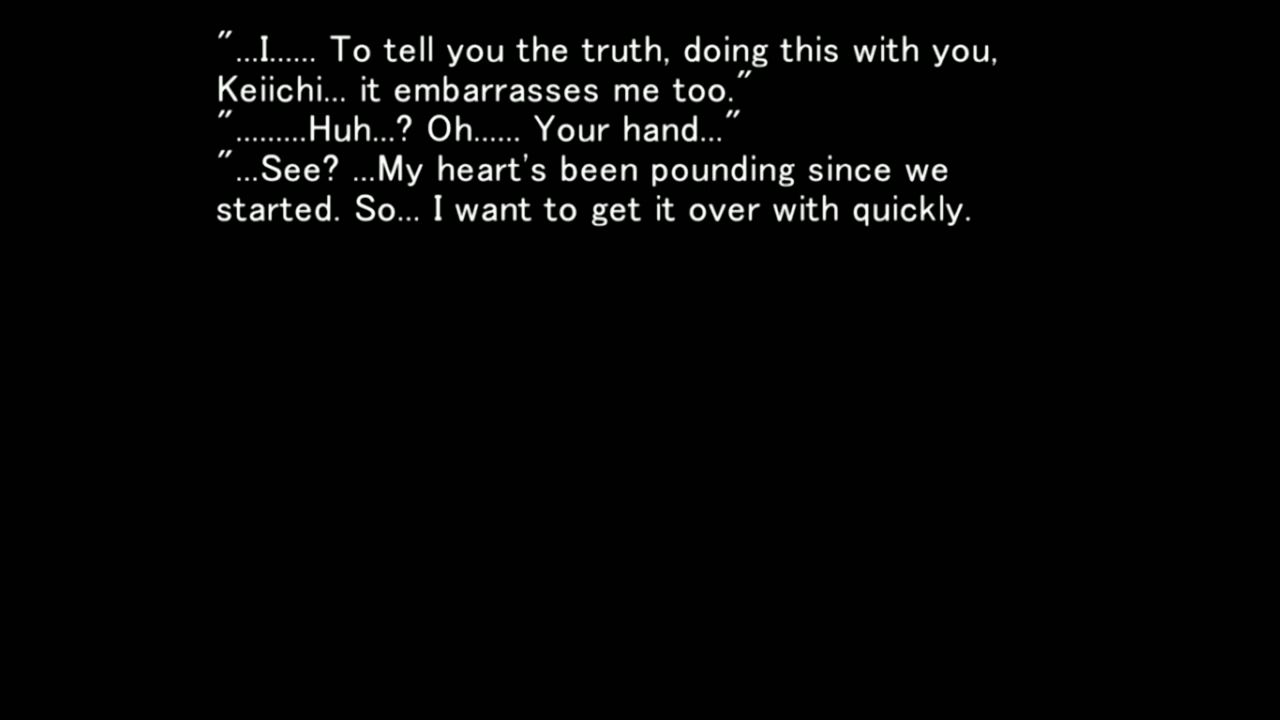 "...I...... To tell you the truth, doing this with you,
Keiichi... it embarrasses me too."
".........Huh...? Oh...... Your hand..."
"...See? ...My heart's been pounding since we
started. So... I want to get it over with quickly.